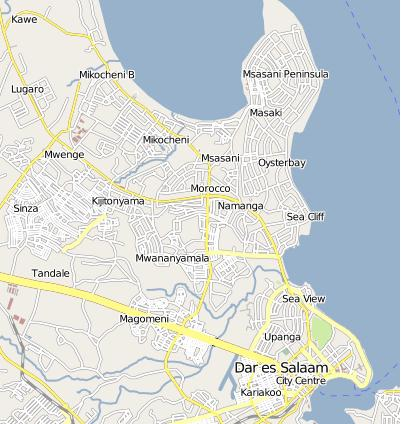 Kawe
Mikocheni B
Msasani Peninsula
Lugaro
Masaki
Mikocheni
Mwenge
Msasani
Oysterbay
Morocco
Kijitonyama
Namanga
Sinza
Sea Cliff
Mwananyamala
Tandale
Sea View
Magomeni
Upanga
Dar es Salaam
City Centre
Kariakoo